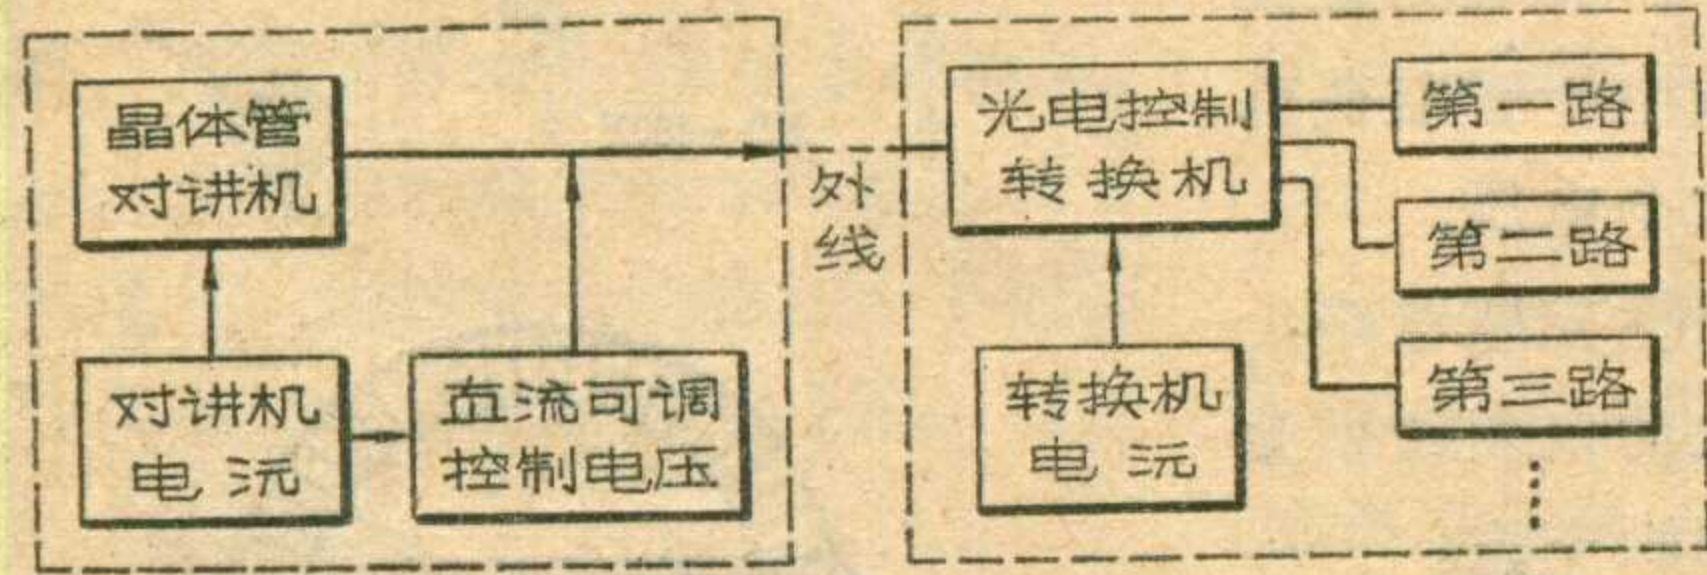 晶体管
对讲机
对讲机
电沅
直流可调
控制电压
外线
光电控制
转换机
转换机
电沅
第一路
第二路
第三路